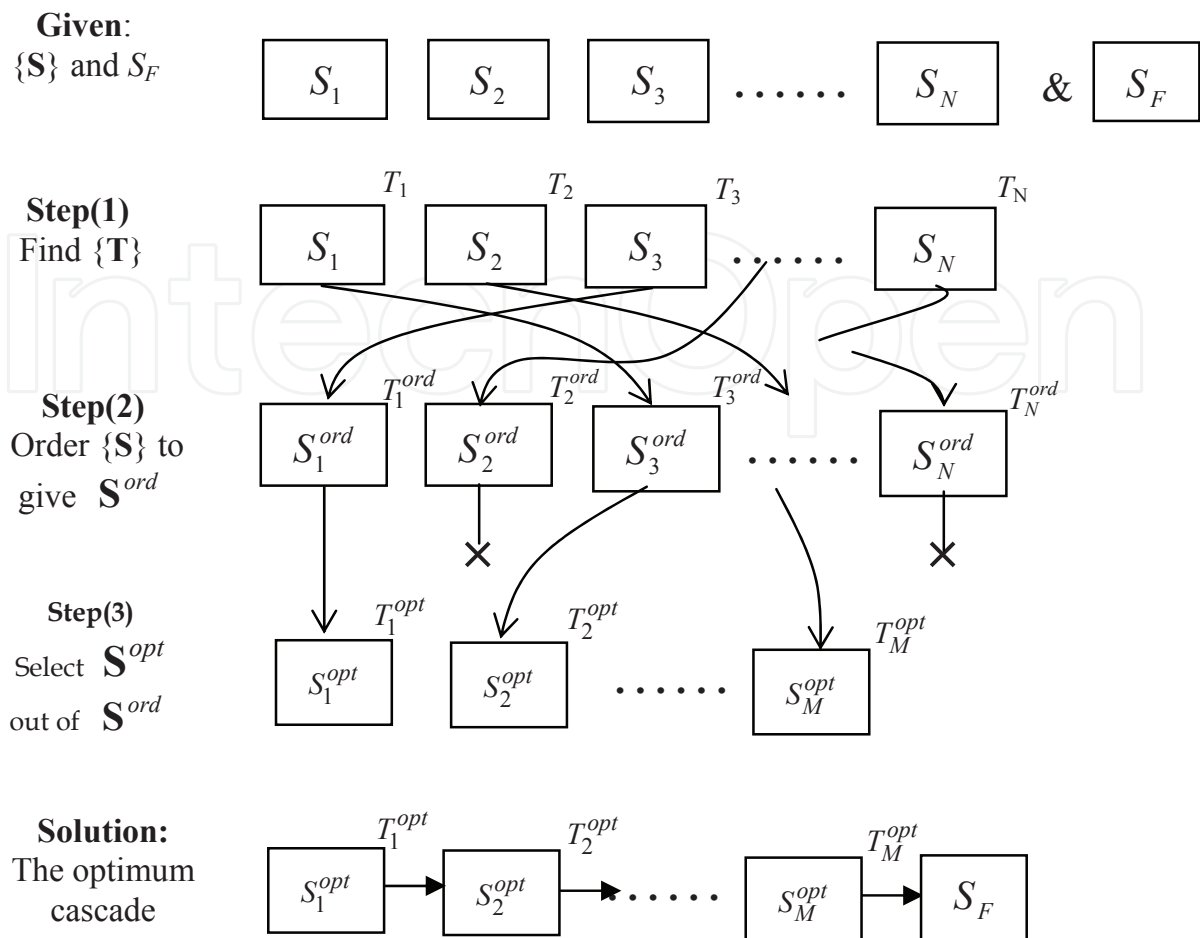 Given:
{S} and S_F
S_1 S_2 S_3 ...... S_N & S_F
T_1 T_2 T_3 T_N
Step(1)
Find {T}
S_1 S_2 S_3 ...... S_N
IntechOpen
T_1^{ord} T_2^{ord} T_3^{ord} T_N^{ord}
Step(2)
Order {S} to
give S^{ord}
S_1^{ord} S_2^{ord} S_3^{ord} ...... S_N^{ord}
× ×
Step(3)
T_1^{opt} T_2^{opt} T_M^{opt}
Select S^{opt}
out of S^{ord}
S_1^{opt} S_2^{opt} ...... S_M^{opt}
Solution:
The optimum
cascade
T_1^{opt} T_2^{opt} T_M^{opt}
S_1^{opt} S_2^{opt} ...... S_M^{opt} S_F